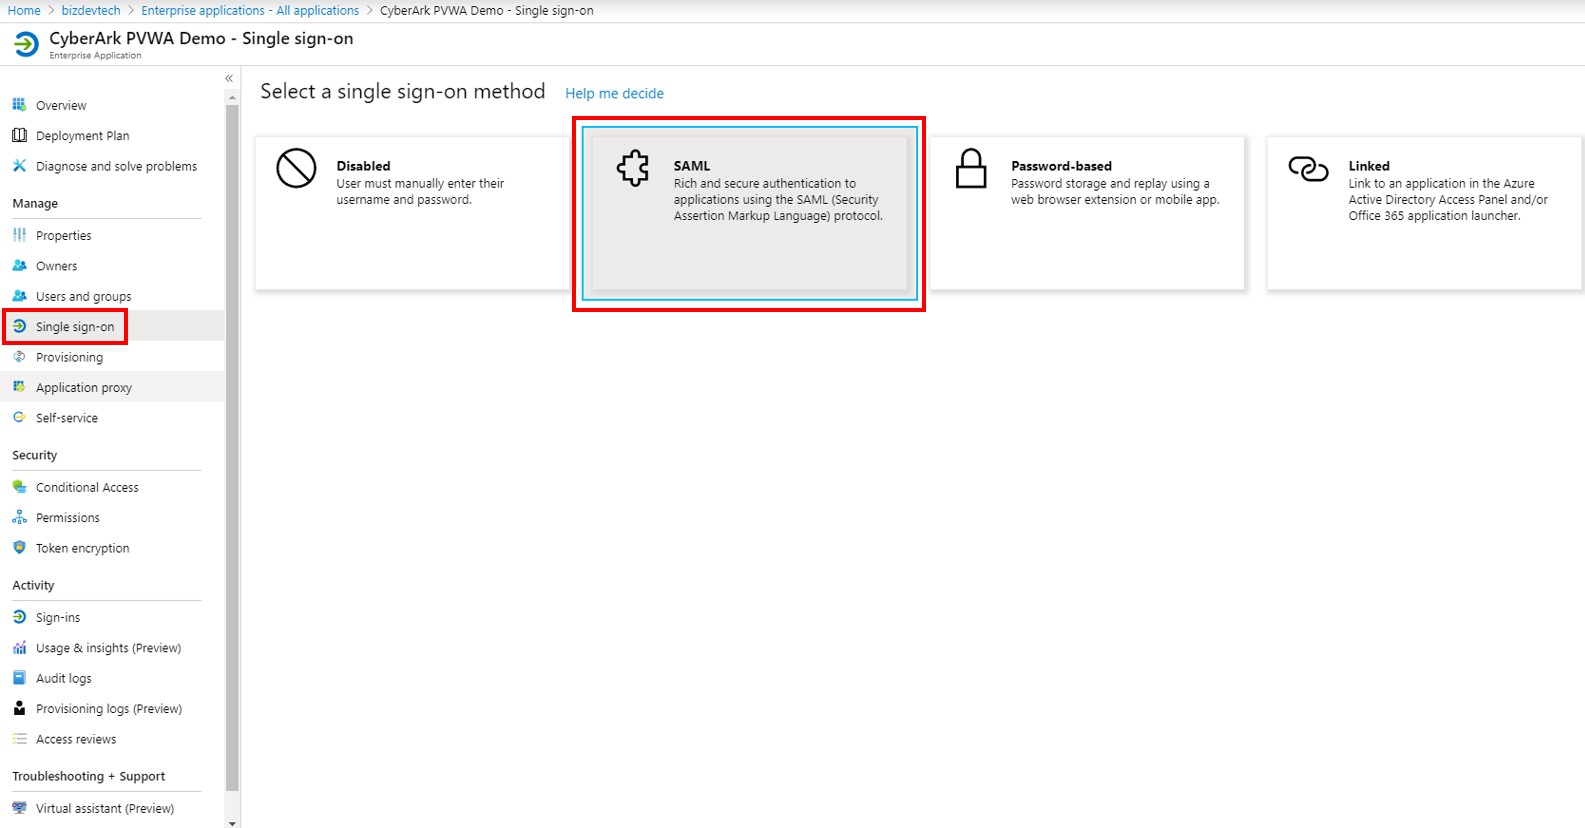 Home > bizdevtech > Enterprise applications - All applications > CyberArk PVWA Demo - Single sign-on
CyberArk PVWA Demo - Single sign-on
Enterprise Application
«
Overview
Deployment Plan
Diagnose and solve problems
Manage
Properties
Owners
Users and groups
Single sign-on
Provisioning
Application proxy
Self-service
Security
Conditional Access
Permissions
Token encryption
Activity
Sign-ins
Usage & insights (Preview)
Audit logs
Provisioning logs (Preview)
Access reviews
Troubleshooting + Support
Virtual assistant (Preview)
Select a single sign-on method Help me decide
Disabled
User must manually enter their
username and password.
SAML
Rich and secure authentication to
applications using the SAML (Security
Assertion Markup Language) protocol.
Password-based
Password storage and replay using a
web browser extension or mobile app.
Linked
Link to an application in the Azure
Active Directory Access Panel and/or
Office 365 application launcher.